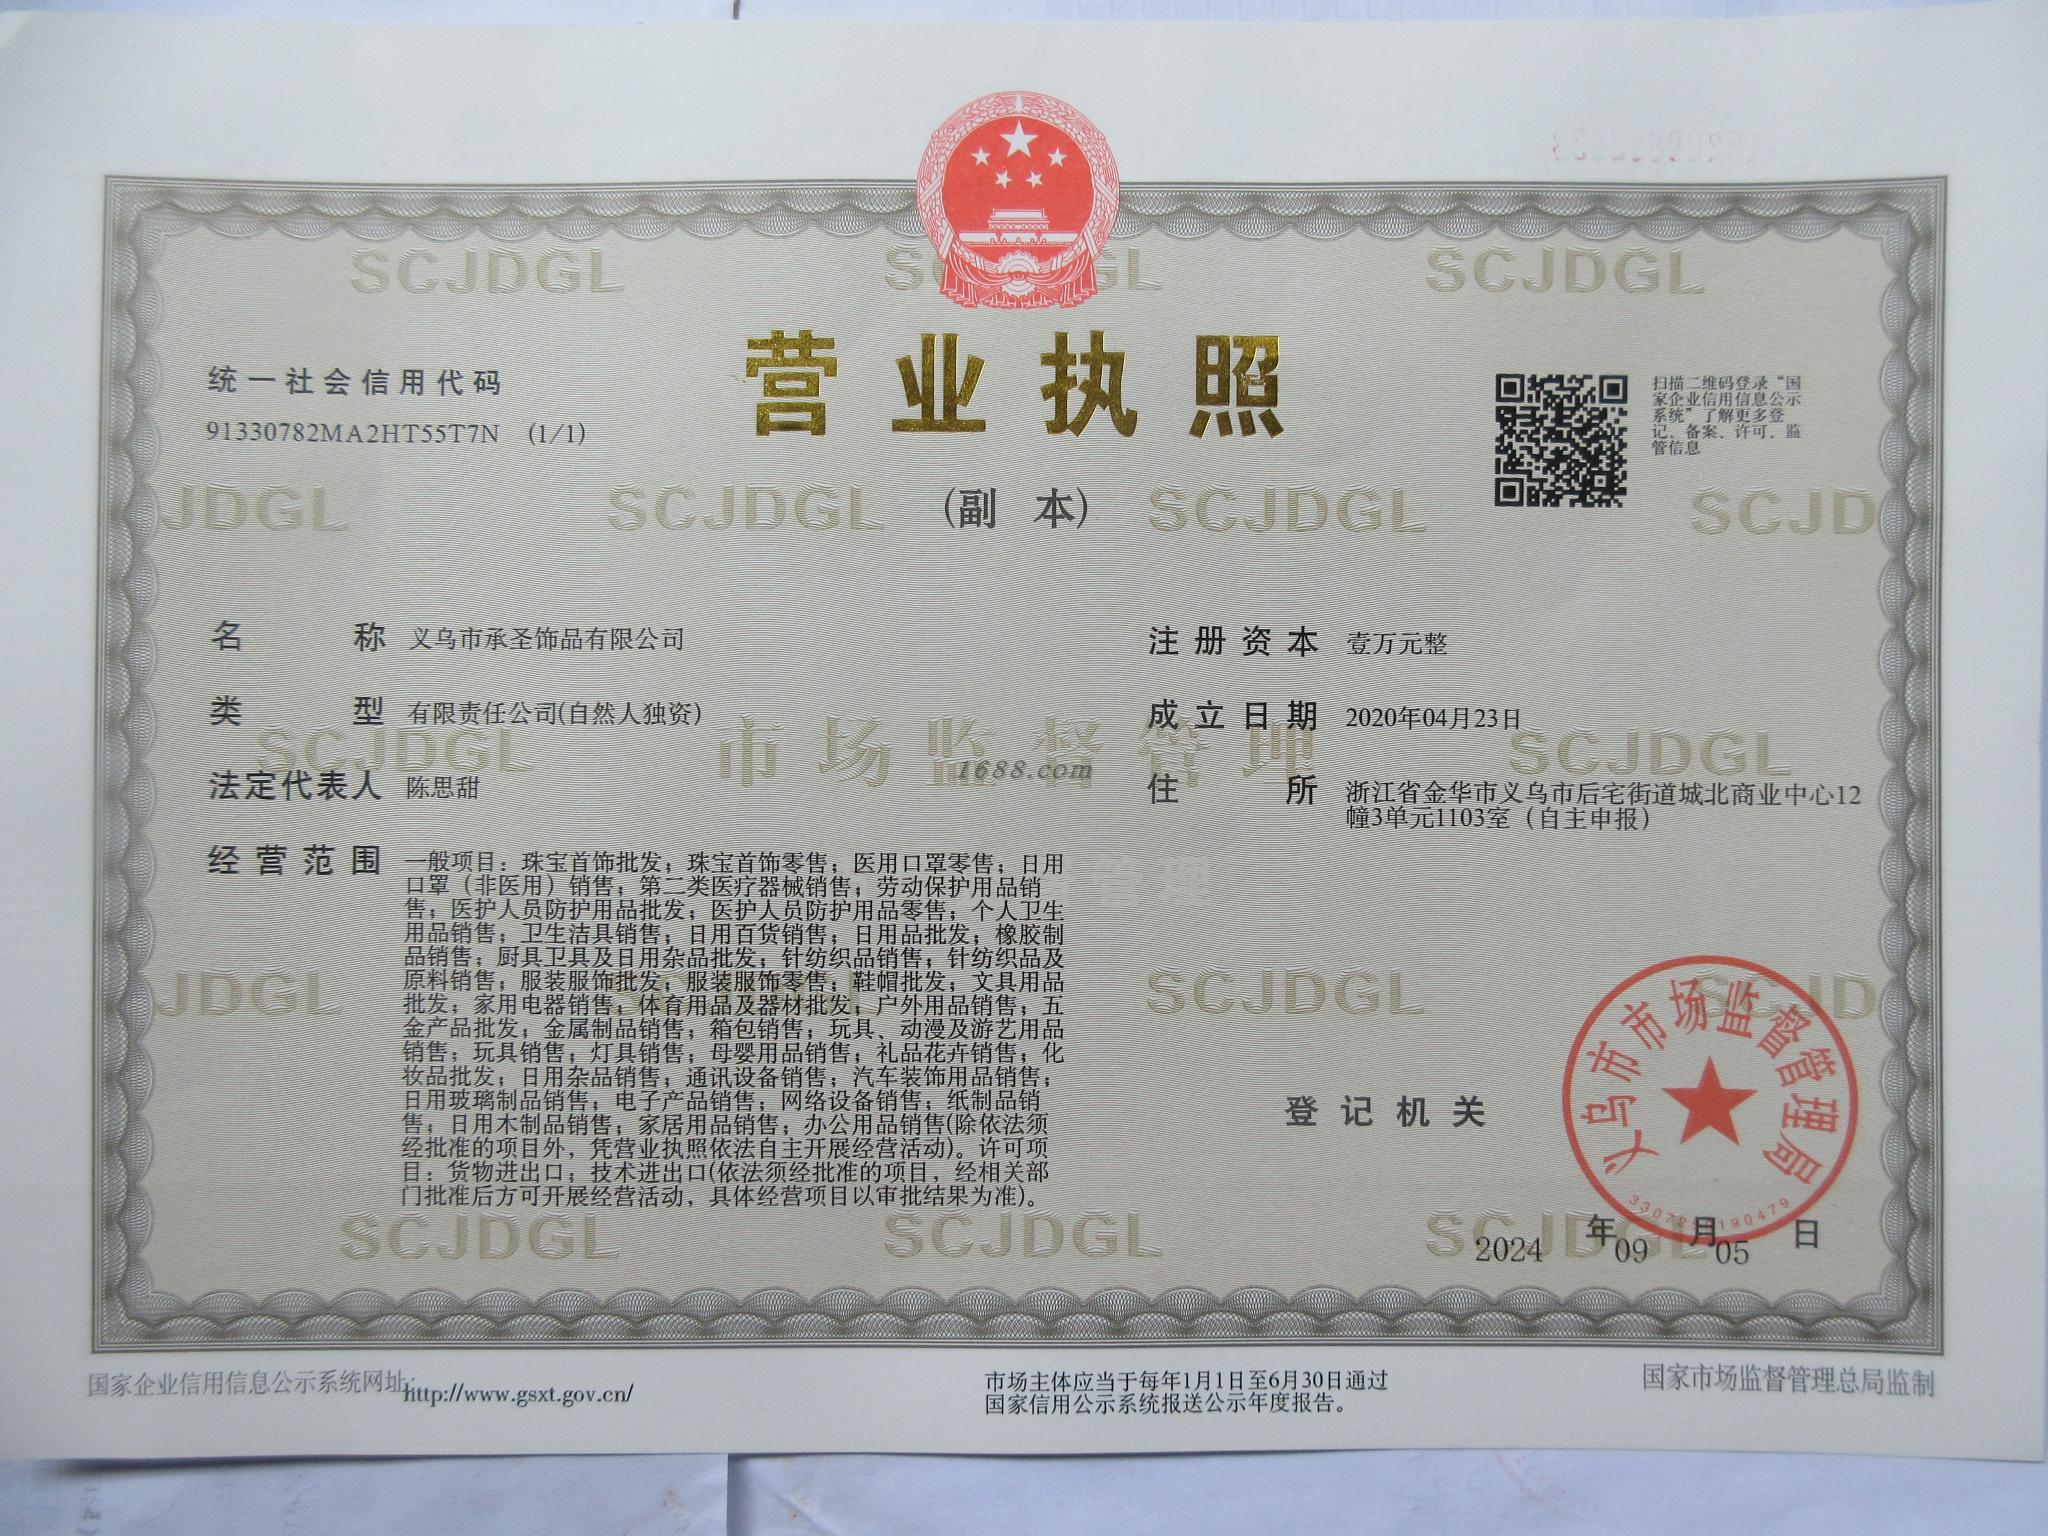 营业执照
(副 本)
统一社会信用代码
91330782MA2HT55T7N (1/1)
扫描二维码登录“国
家企业信用信息公示
系统”了解更多登
记、备案、许可、监
管信息
名 称 义乌市承圣饰品有限公司
类 型 有限责任公司(自然人独资)
法定代表人 陈思甜
经营范围 一般项目：珠宝首饰批发；珠宝首饰零售；医用口罩零售；日用
口罩（非医用）销售；第二类医疗器械销售；劳动保护用品销
售；医护人员防护用品批发；医护人员防护用品零售；个人卫生
用品销售；卫生洁具销售；日用百货销售；日用品批发；橡胶制
品销售；厨具卫具及日用杂品批发；针纺织品销售；针纺织品及
原料销售；服装服饰批发；服装服饰零售；鞋帽批发；文具用品
批发；家用电器销售；体育用品及器材批发；户外用品销售；五
金产品批发；金属制品销售；箱包销售；玩具、动漫及游艺用品
销售；玩具销售；灯具销售；母婴用品销售；礼品花卉销售；化
妆品批发；日用杂品销售；通讯设备销售；汽车装饰用品销售；
日用玻璃制品销售；电子产品销售；网络设备销售；纸制品销
售；日用木制品销售；家居用品销售；办公用品销售(除依法须
经批准的项目外，凭营业执照依法自主开展经营活动)。许可项
目：货物进出口；技术进出口(依法须经批准的项目，经相关部
门批准后方可开展经营活动，具体经营项目以审批结果为准)。
注册资本 壹万元整
成立日期 2020年04月23日
住 所 浙江省金华市义乌市后宅街道城北商业中心12
幢3单元1103室（自主申报）
登记机关
义乌市市场监督管理局
2024 年 09 月 05 日
SCJDGL SCJDGL SCJDGL
市场监督管理
1688.com
国家企业信用信息公示系统网址：http://www.gsxt.gov.cn/
市场主体应当于每年1月1日至6月30日通过
国家信用公示系统报送公示年度报告。
国家市场监督管理总局监制